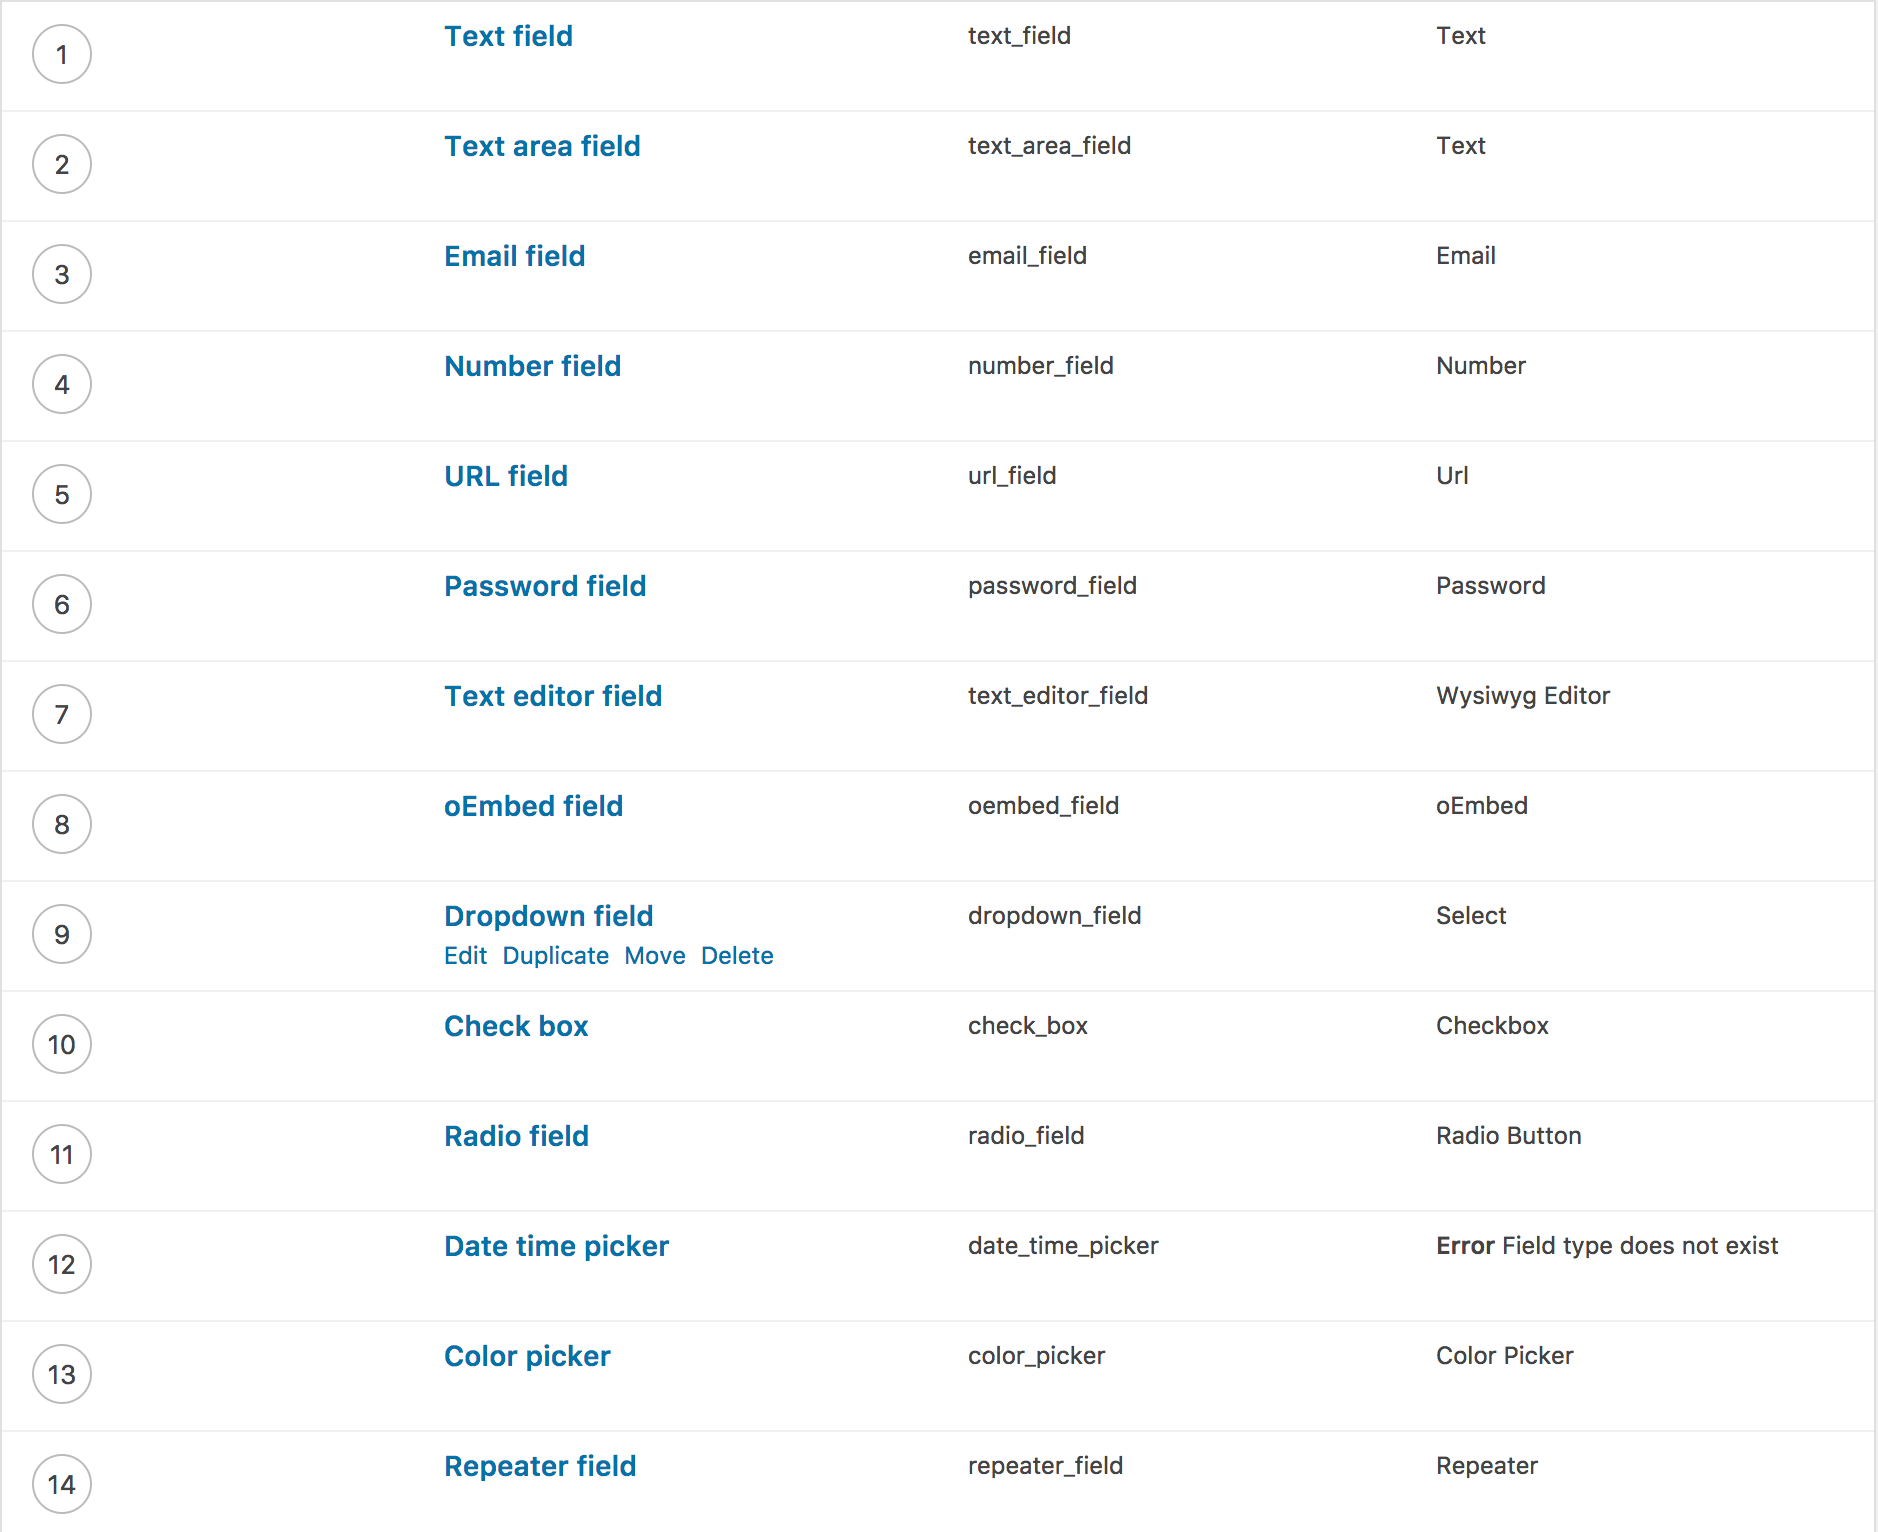 1 Text field text_field Text
2 Text area field text_area_field Text
3 Email field email_field Email
4 Number field number_field Number
5 URL field url_field Url
6 Password field password_field Password
7 Text editor field text_editor_field Wysiwyg Editor
8 oEmbed field oembed_field oEmbed
9 Dropdown field dropdown_field Select
Edit Duplicate Move Delete
10 Check box check_box Checkbox
11 Radio field radio_field Radio Button
12 Date time picker date_time_picker Error Field type does not exist
13 Color picker color_picker Color Picker
14 Repeater field repeater_field Repeater